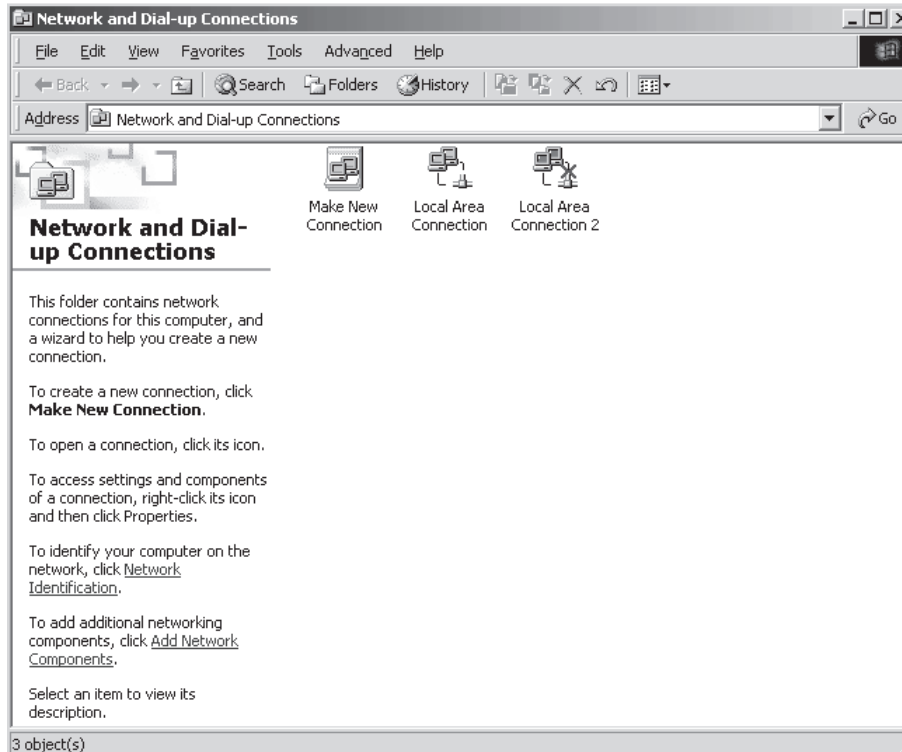 Network and Dial-up Connections
File Edit View Favorites Tools Advanced Help
Back Search Folders History
Address Network and Dial-up Connections Go
Make New Connection
Local Area Connection
Local Area Connection 2
Network and Dial-
up Connections
This folder contains network
connections for this computer, and
a wizard to help you create a new
connection.
To create a new connection, click
Make New Connection.
To open a connection, click its icon.
To access settings and components
of a connection, right-click its icon
and then click Properties.
To identify your computer on the
network, click Network
Identification.
To add additional networking
components, click Add Network
Components.
Select an item to view its
description.
3 object(s)